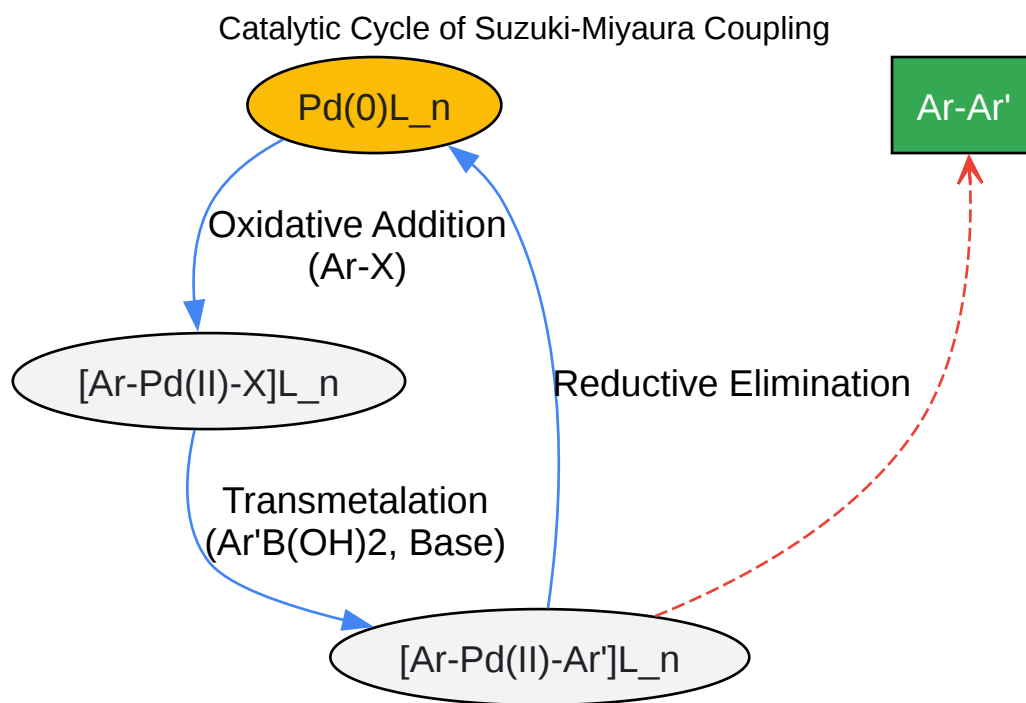 Catalytic Cycle of Suzuki-Miyaura Coupling
Pd(0)L_n
Ar-Ar'
Oxidative Addition
(Ar-X)
[Ar-Pd(II)-X]L_n
Reductive Elimination
Transmetalation
(Ar'B(OH)2, Base)
[Ar-Pd(II)-Ar']L_n